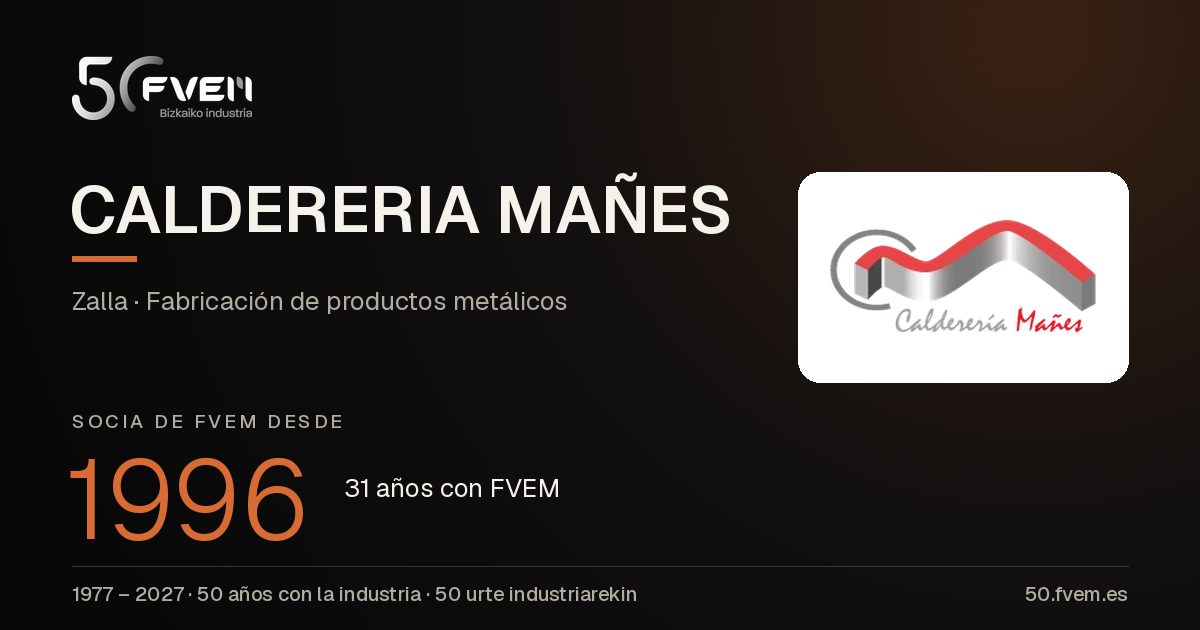 50 FVEM
Bizkaiko industria
CALDERERIA MAÑES
Zalla · Fabricación de productos metálicos
Calderería Mañes
SOCIA DE FVEM DESDE
1996
31 años con FVEM
1977 – 2027 · 50 años con la industria · 50 urte industriarekin
50.fvem.es